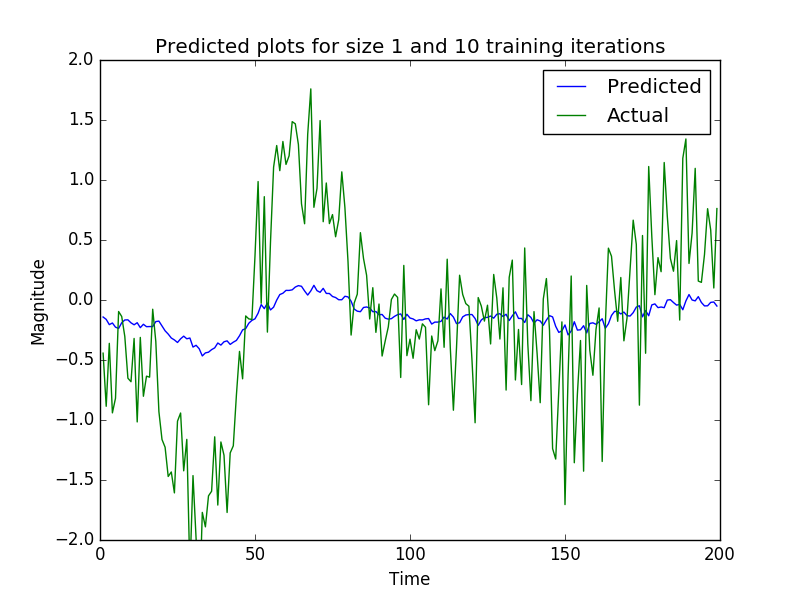 Predicted plots for size 1 and 10 training iterations
Predicted
Actual
2.0
1.5
1.0
0.5
0.0
−0.5
−1.0
−1.5
−2.0
Magnitude
0 50 100 150 200
Time